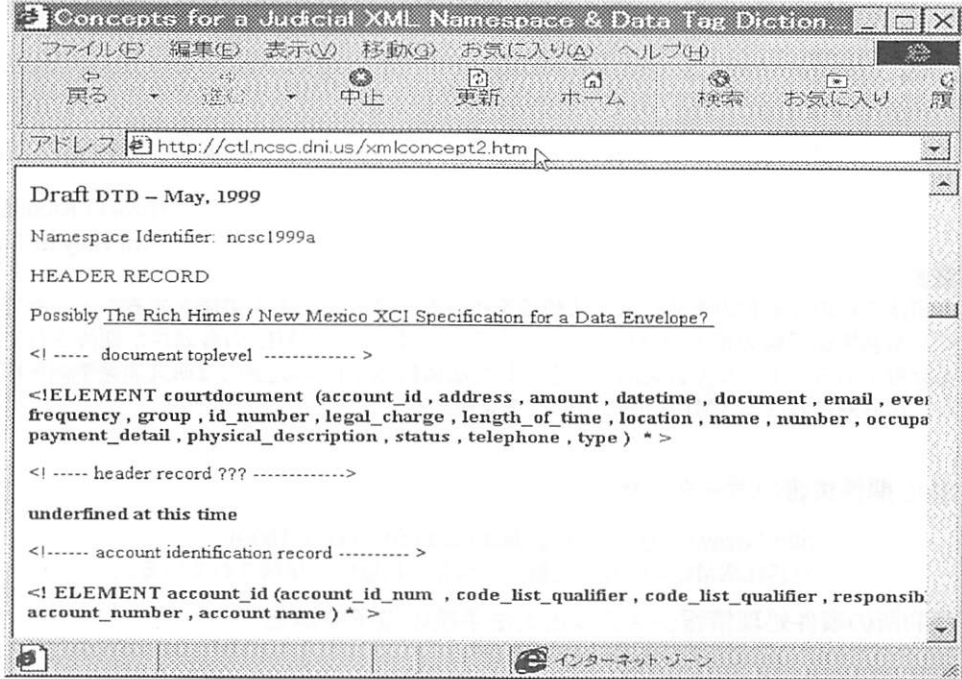 Concepts for a Judicial XML Namespace & Data Tag Diction...
ファイル(F) 編集(E) 表示(V) 移動(G) お気に入り(A) ヘルプ(H)
戻る 進む 中止 更新 ホーム 検索 お気に入り 履
アドレス http://ctl.ncsc.dni.us/xmlconcept2.htm
Draft DTD – May, 1999
Namespace Identifier: ncsc1999a
HEADER RECORD
Possibly The Rich Himes / New Mexico XCI Specification for a Data Envelope?
<! ----- document toplevel ------------- >
<!ELEMENT courtdocument (account_id , address , amount , datetime , document , email , ever
frequency , group , id_number , legal_charge , length_of_time , location , name , number , occupa
payment_detail , physical_description , status , telephone , type ) * >
<! ----- header record ??? ------------->
underfined at this time
<!------ account identification record ---------- >
<! ELEMENT account_id (account_id_num , code_list_qualifier , code_list_qualifier , responsib
account_number , account name ) * >
インターネット ゾーン